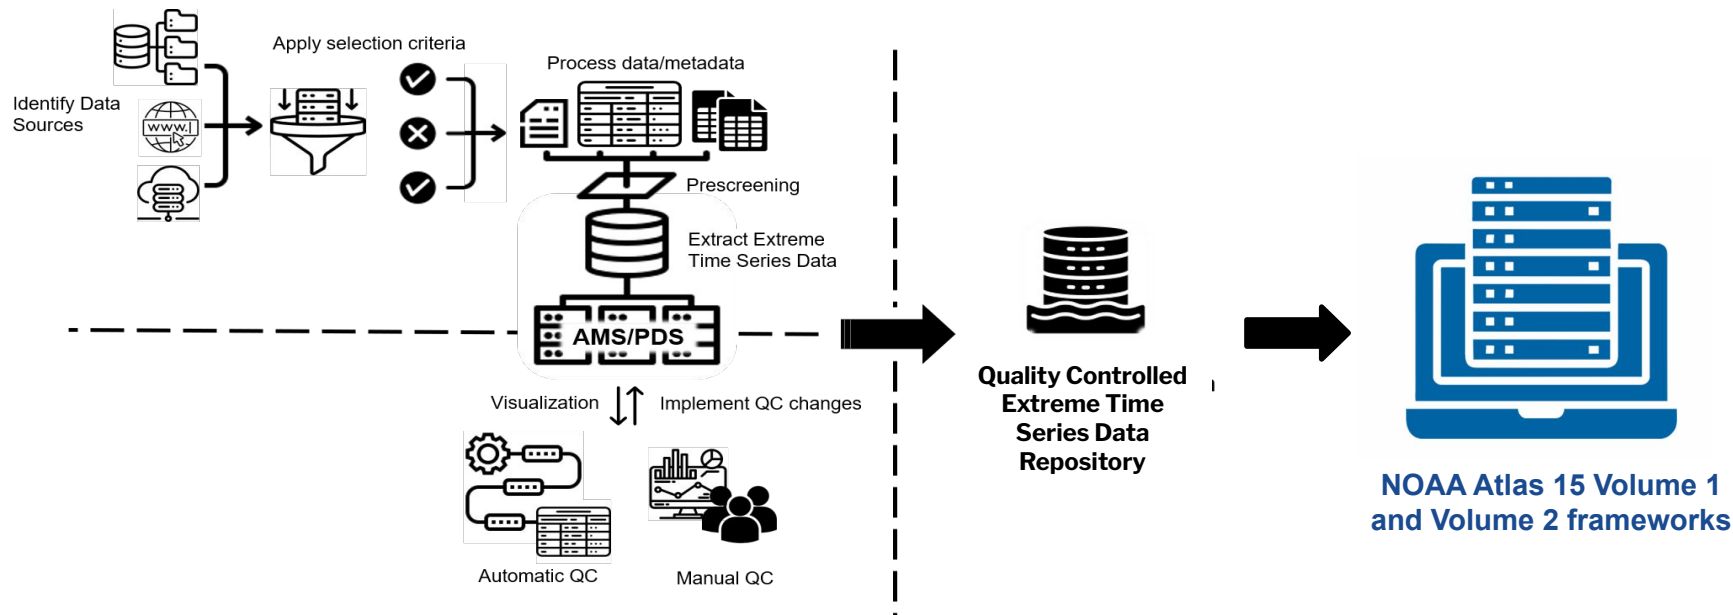 Apply selection criteria
Process data/metadata
Identify Data
Sources
www.
Prescreening
Extract Extreme
Time Series Data
AMS/PDS
Visualization
Implement QC changes
Automatic QC
Manual QC
Quality Controlled
Extreme Time
Series Data
Repository
NOAA Atlas 15 Volume 1
and Volume 2 frameworks